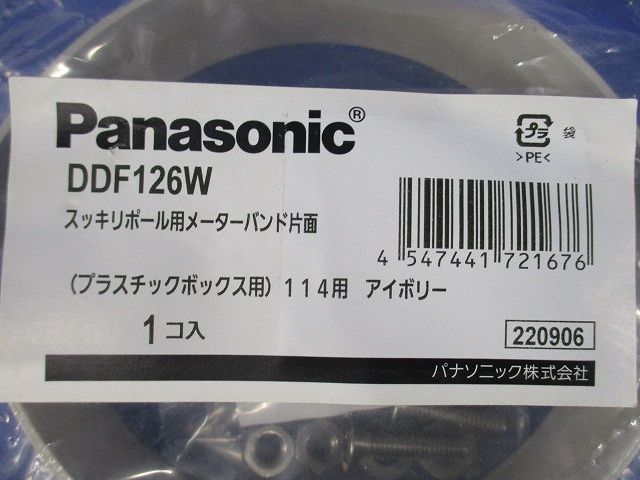 Panasonic®
DDF126W
スッキリポール用メーターバンド片面
(プラスチックボックス用) 114用 アイボリー
1コ入
プラ 袋
>PE<
4 547441 721676
220906
パナソニック株式会社